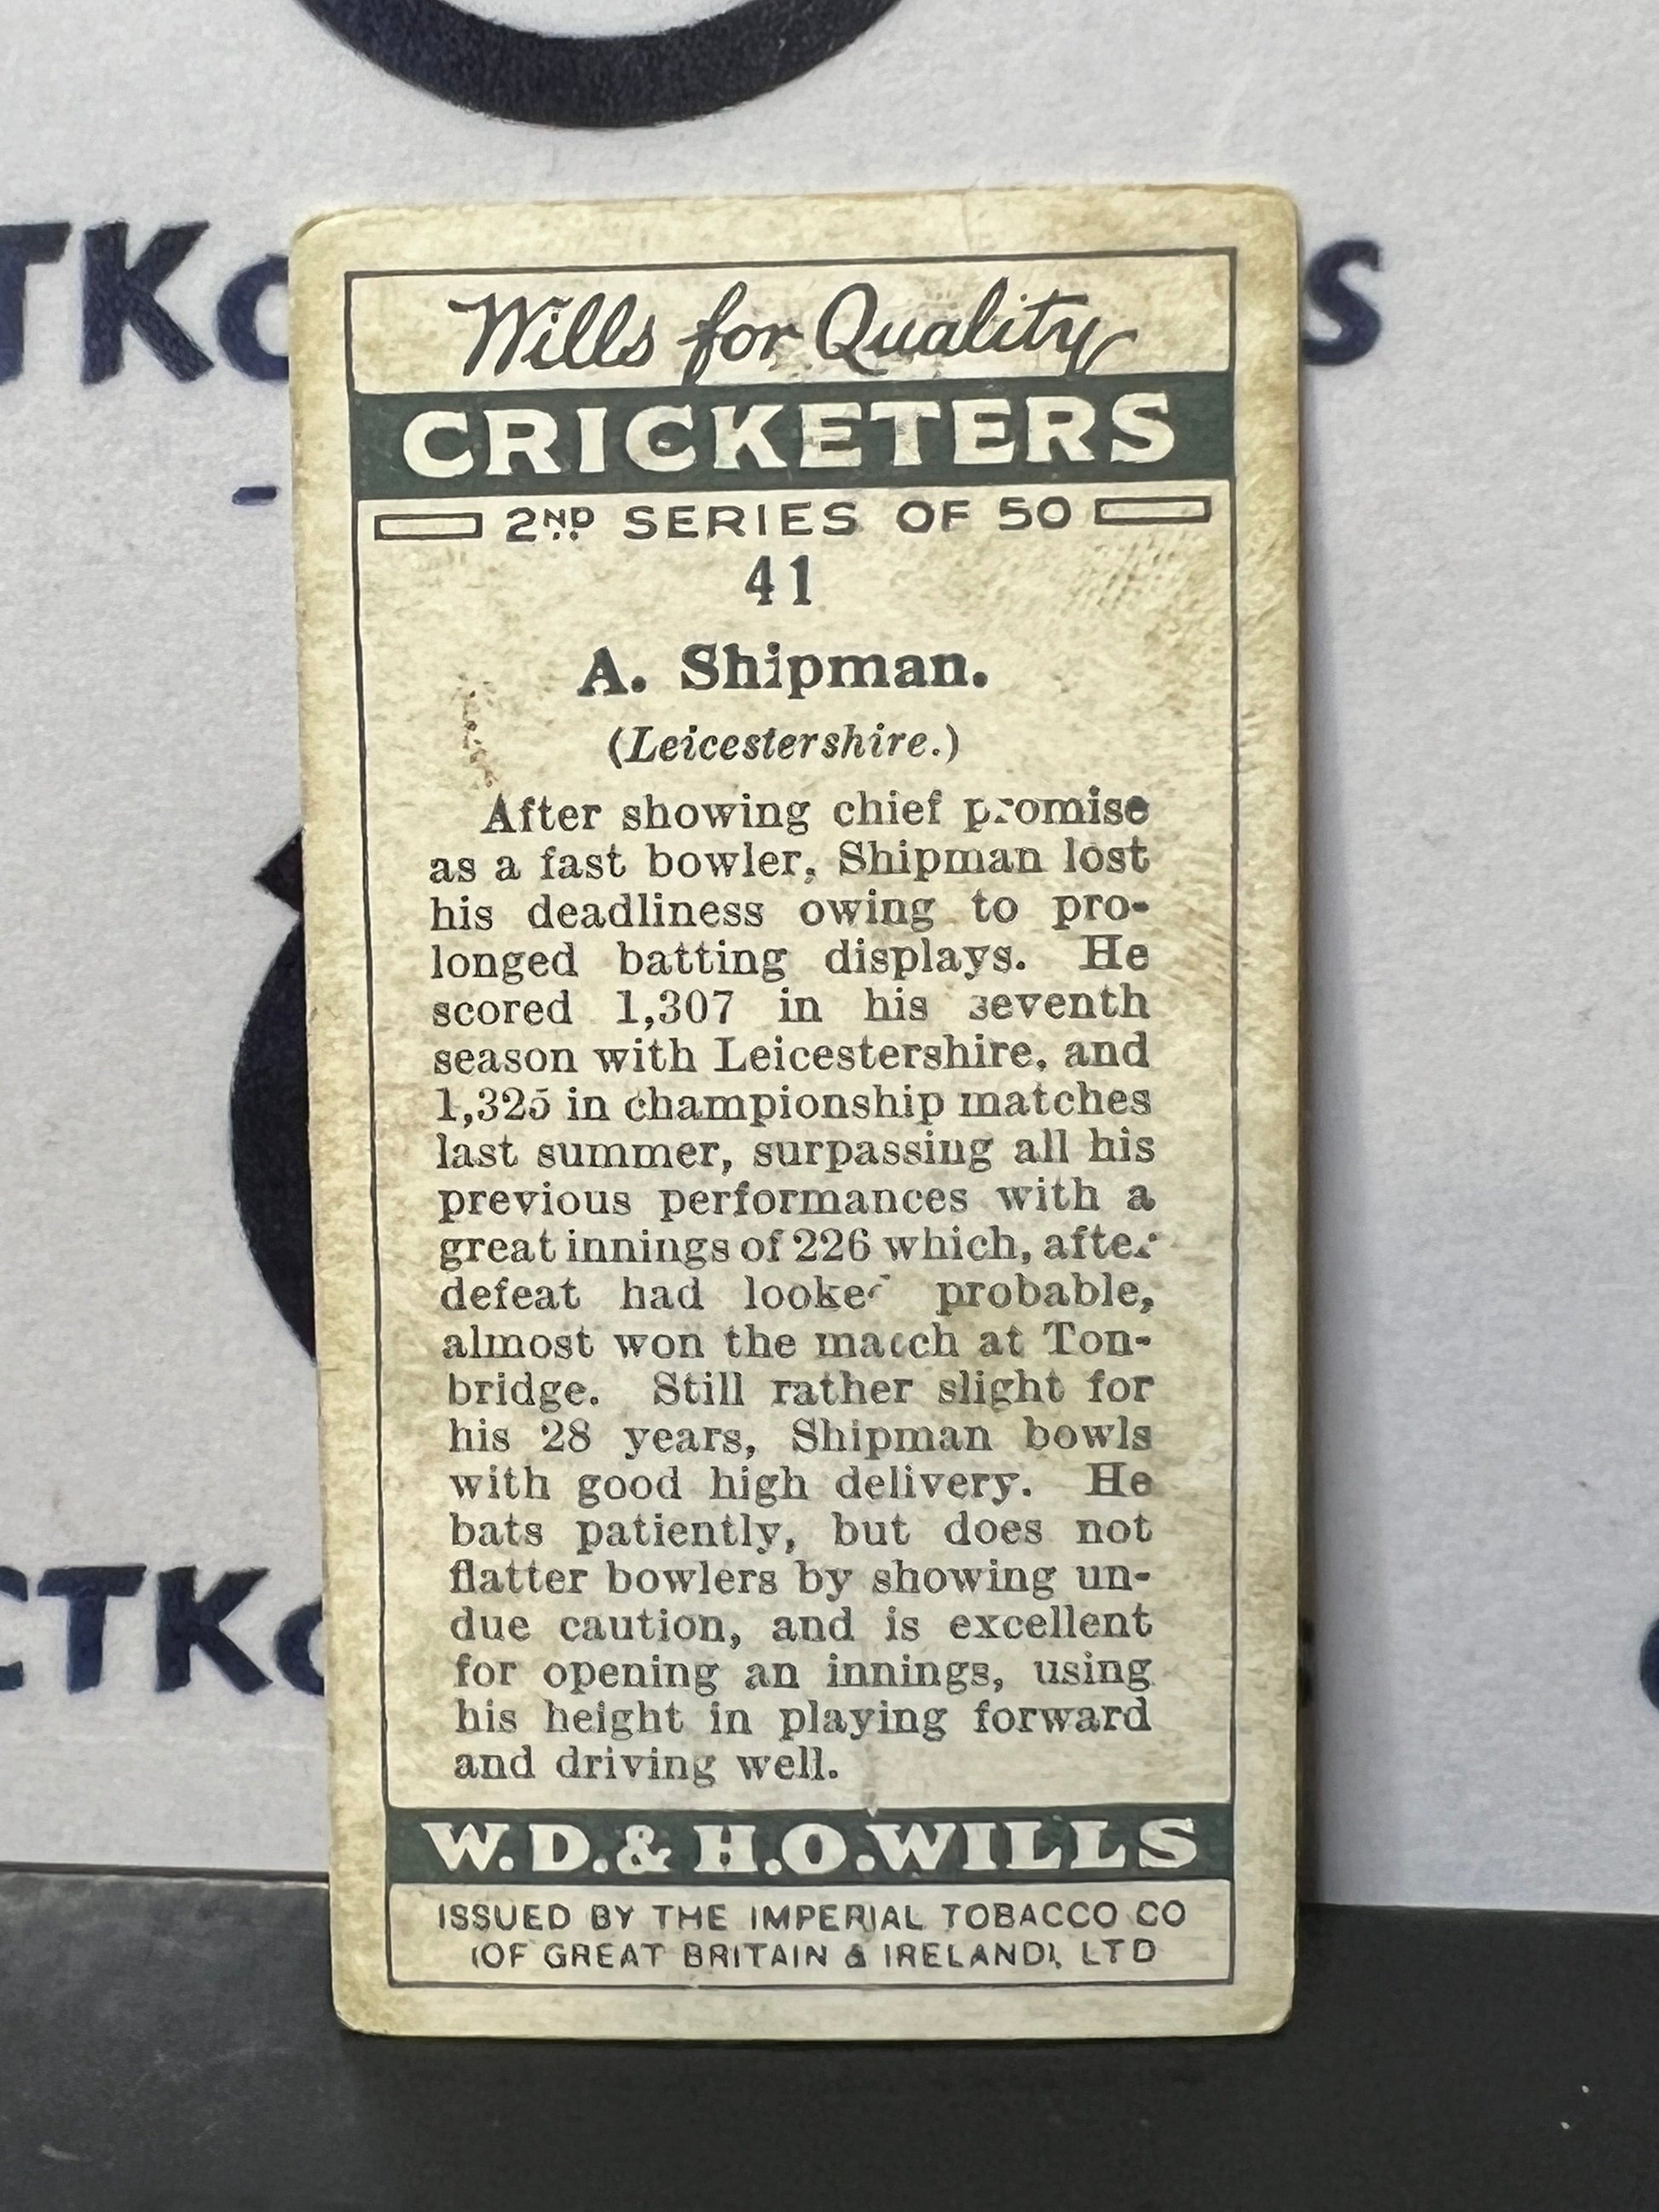 Wills for Quality
CRICKETERS
2ND SERIES OF 50
41
A. Shipman.
(Leicestershire.)
After showing chief promise
as a fast bowler, Shipman lost
his deadliness owing to pro-
longed batting displays. He
scored 1,307 in his seventh
season with Leicestershire, and
1,325 in championship matches
last summer, surpassing all his
previous performances with a
great innings of 226 which, after
defeat had looked probable,
almost won the match at Ton-
bridge. Still rather slight for
his 28 years, Shipman bowls
with good high delivery. He
bats patiently, but does not
flatter bowlers by showing un-
due caution, and is excellent
for opening an innings, using
his height in playing forward
and driving well.
W.D.& H.O.WILLS
ISSUED BY THE IMPERIAL TOBACCO CO
(OF GREAT BRITAIN & IRELAND), LTD